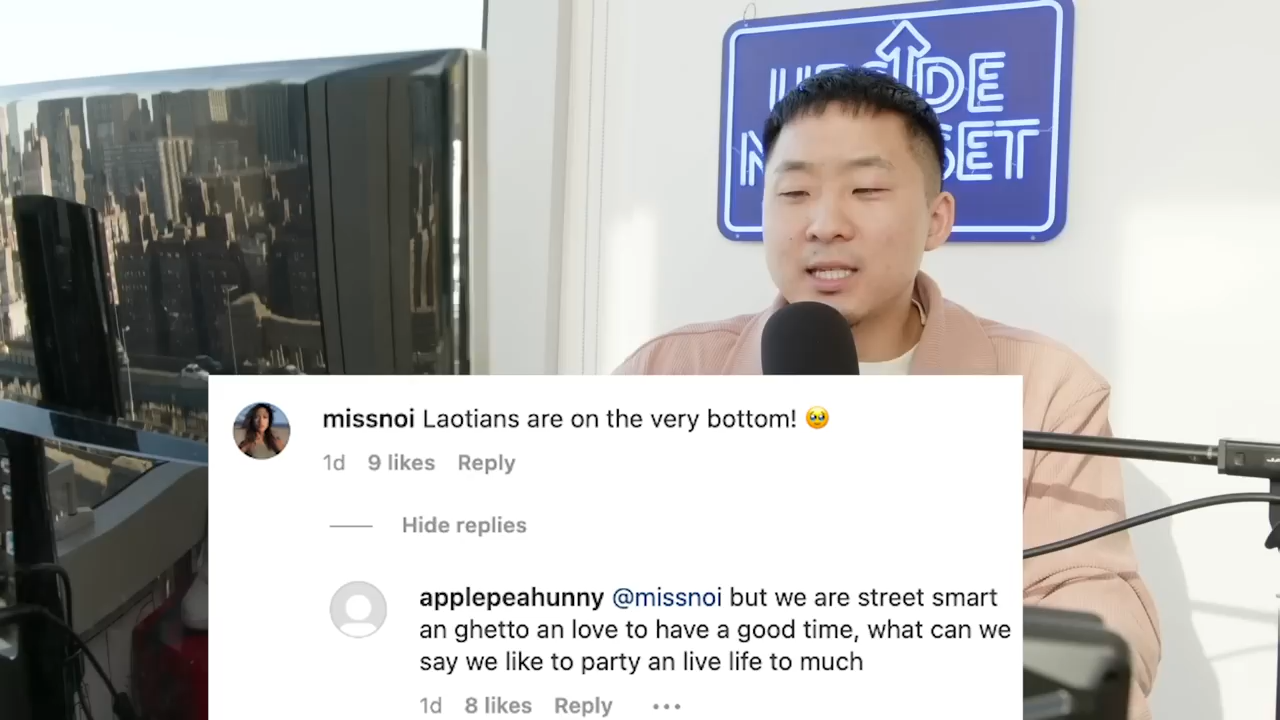 DE
SET
missnoi Laotians are on the very bottom! 🥹
1d 9 likes Reply
Hide replies
applepeahunny @missnoi but we are street smart
an ghetto an love to have a good time, what can we
say we like to party an live life to much
1d 8 likes Reply •••